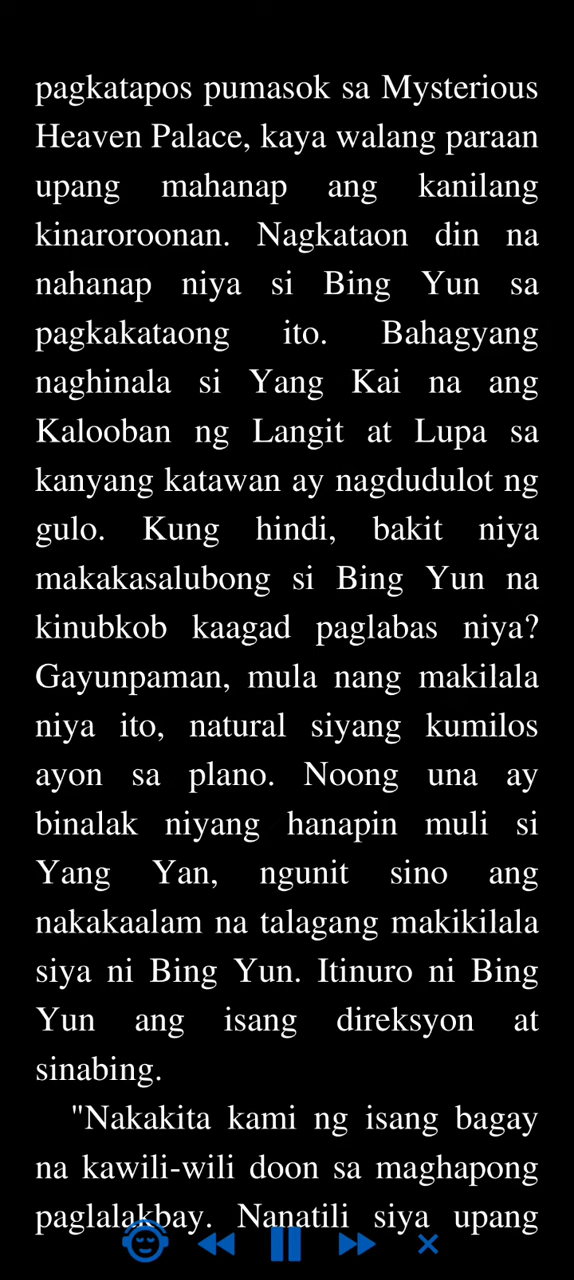 pagkatapos pumasok sa Mysterious
Heaven Palace, kaya walang paraan
upang mahanap ang kanilang
kinaroroonan. Nagkataon din na
nahanap niya si Bing Yun sa
pagkakataong ito. Bahagyang
naghinala si Yang Kai na ang
Kalooban ng Langit at Lupa sa
kanyang katawan ay nagdudulot ng
gulo. Kung hindi, bakit niya
makakasalubong si Bing Yun na
kinubkob kaagad paglabas niya?
Gayunpaman, mula nang makilala
niya ito, natural siyang kumilos
ayon sa plano. Noong una ay
binalak niyang hanapin muli si
Yang Yan, ngunit sino ang
nakakaalam na talagang makikilala
siya ni Bing Yun. Itinuro ni Bing
Yun ang isang direksyon at
sinabing.
"Nakakita kami ng isang bagay
na kawili-wili doon sa maghapong
paglalakbay. Nanatili siya upang